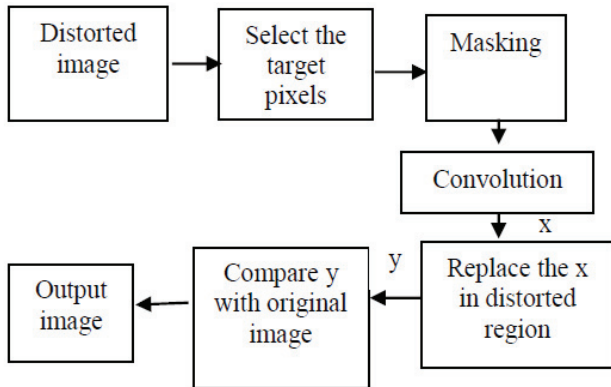 Distorted
image
Select the
target
pixels
Masking
Convolution
x
Replace the x
in distorted
region
y
Compare y
with original
image
Output
image